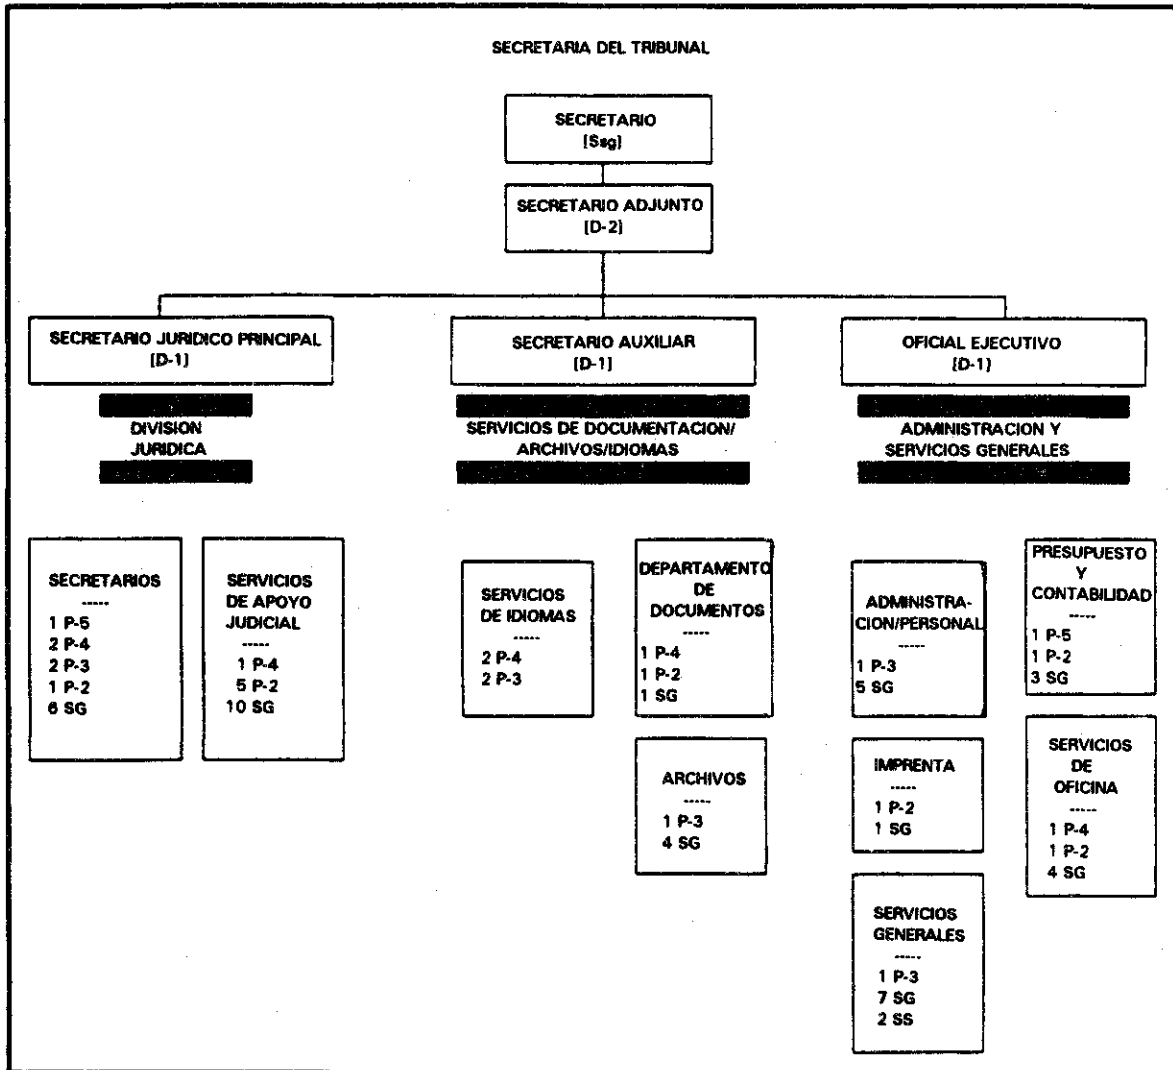 SECRETARIA DEL TRIBUNAL
SECRETARIO
[Ssg]
SECRETARIO ADJUNTO
[D-2]
SECRETARIO JURIDICO PRINCIPAL
[D-1]
SECRETARIO AUXILIAR
[D-1]
OFICIAL EJECUTIVO
[D-1]
DIVISION
JURIDICA
SERVICIOS DE DOCUMENTACION/
ARCHIVOS/IDIOMAS
ADMINISTRACION Y
SERVICIOS GENERALES
SECRETARIOS
-----
1 P-5
2 P-4
2 P-3
1 P-2
6 SG
SERVICIOS
DE APOYO
JUDICIAL
-----
1 P-4
5 P-2
10 SG
SERVICIOS
DE IDIOMAS
-----
2 P-4
2 P-3
DEPARTAMENTO
DE
DOCUMENTOS
-----
1 P-4
1 P-2
1 SG
ARCHIVOS
-----
1 P-3
4 SG
ADMINISTRA-
CION/PERSONAL
-----
1 P-3
5 SG
IMPRENTA
-----
1 P-2
1 SG
SERVICIOS
GENERALES
-----
1 P-3
7 SG
2 SS
PRESUPUESTO
Y
CONTABILIDAD
-----
1 P-5
1 P-2
3 SG
SERVICIOS
DE
OFICINA
-----
1 P-4
1 P-2
4 SG